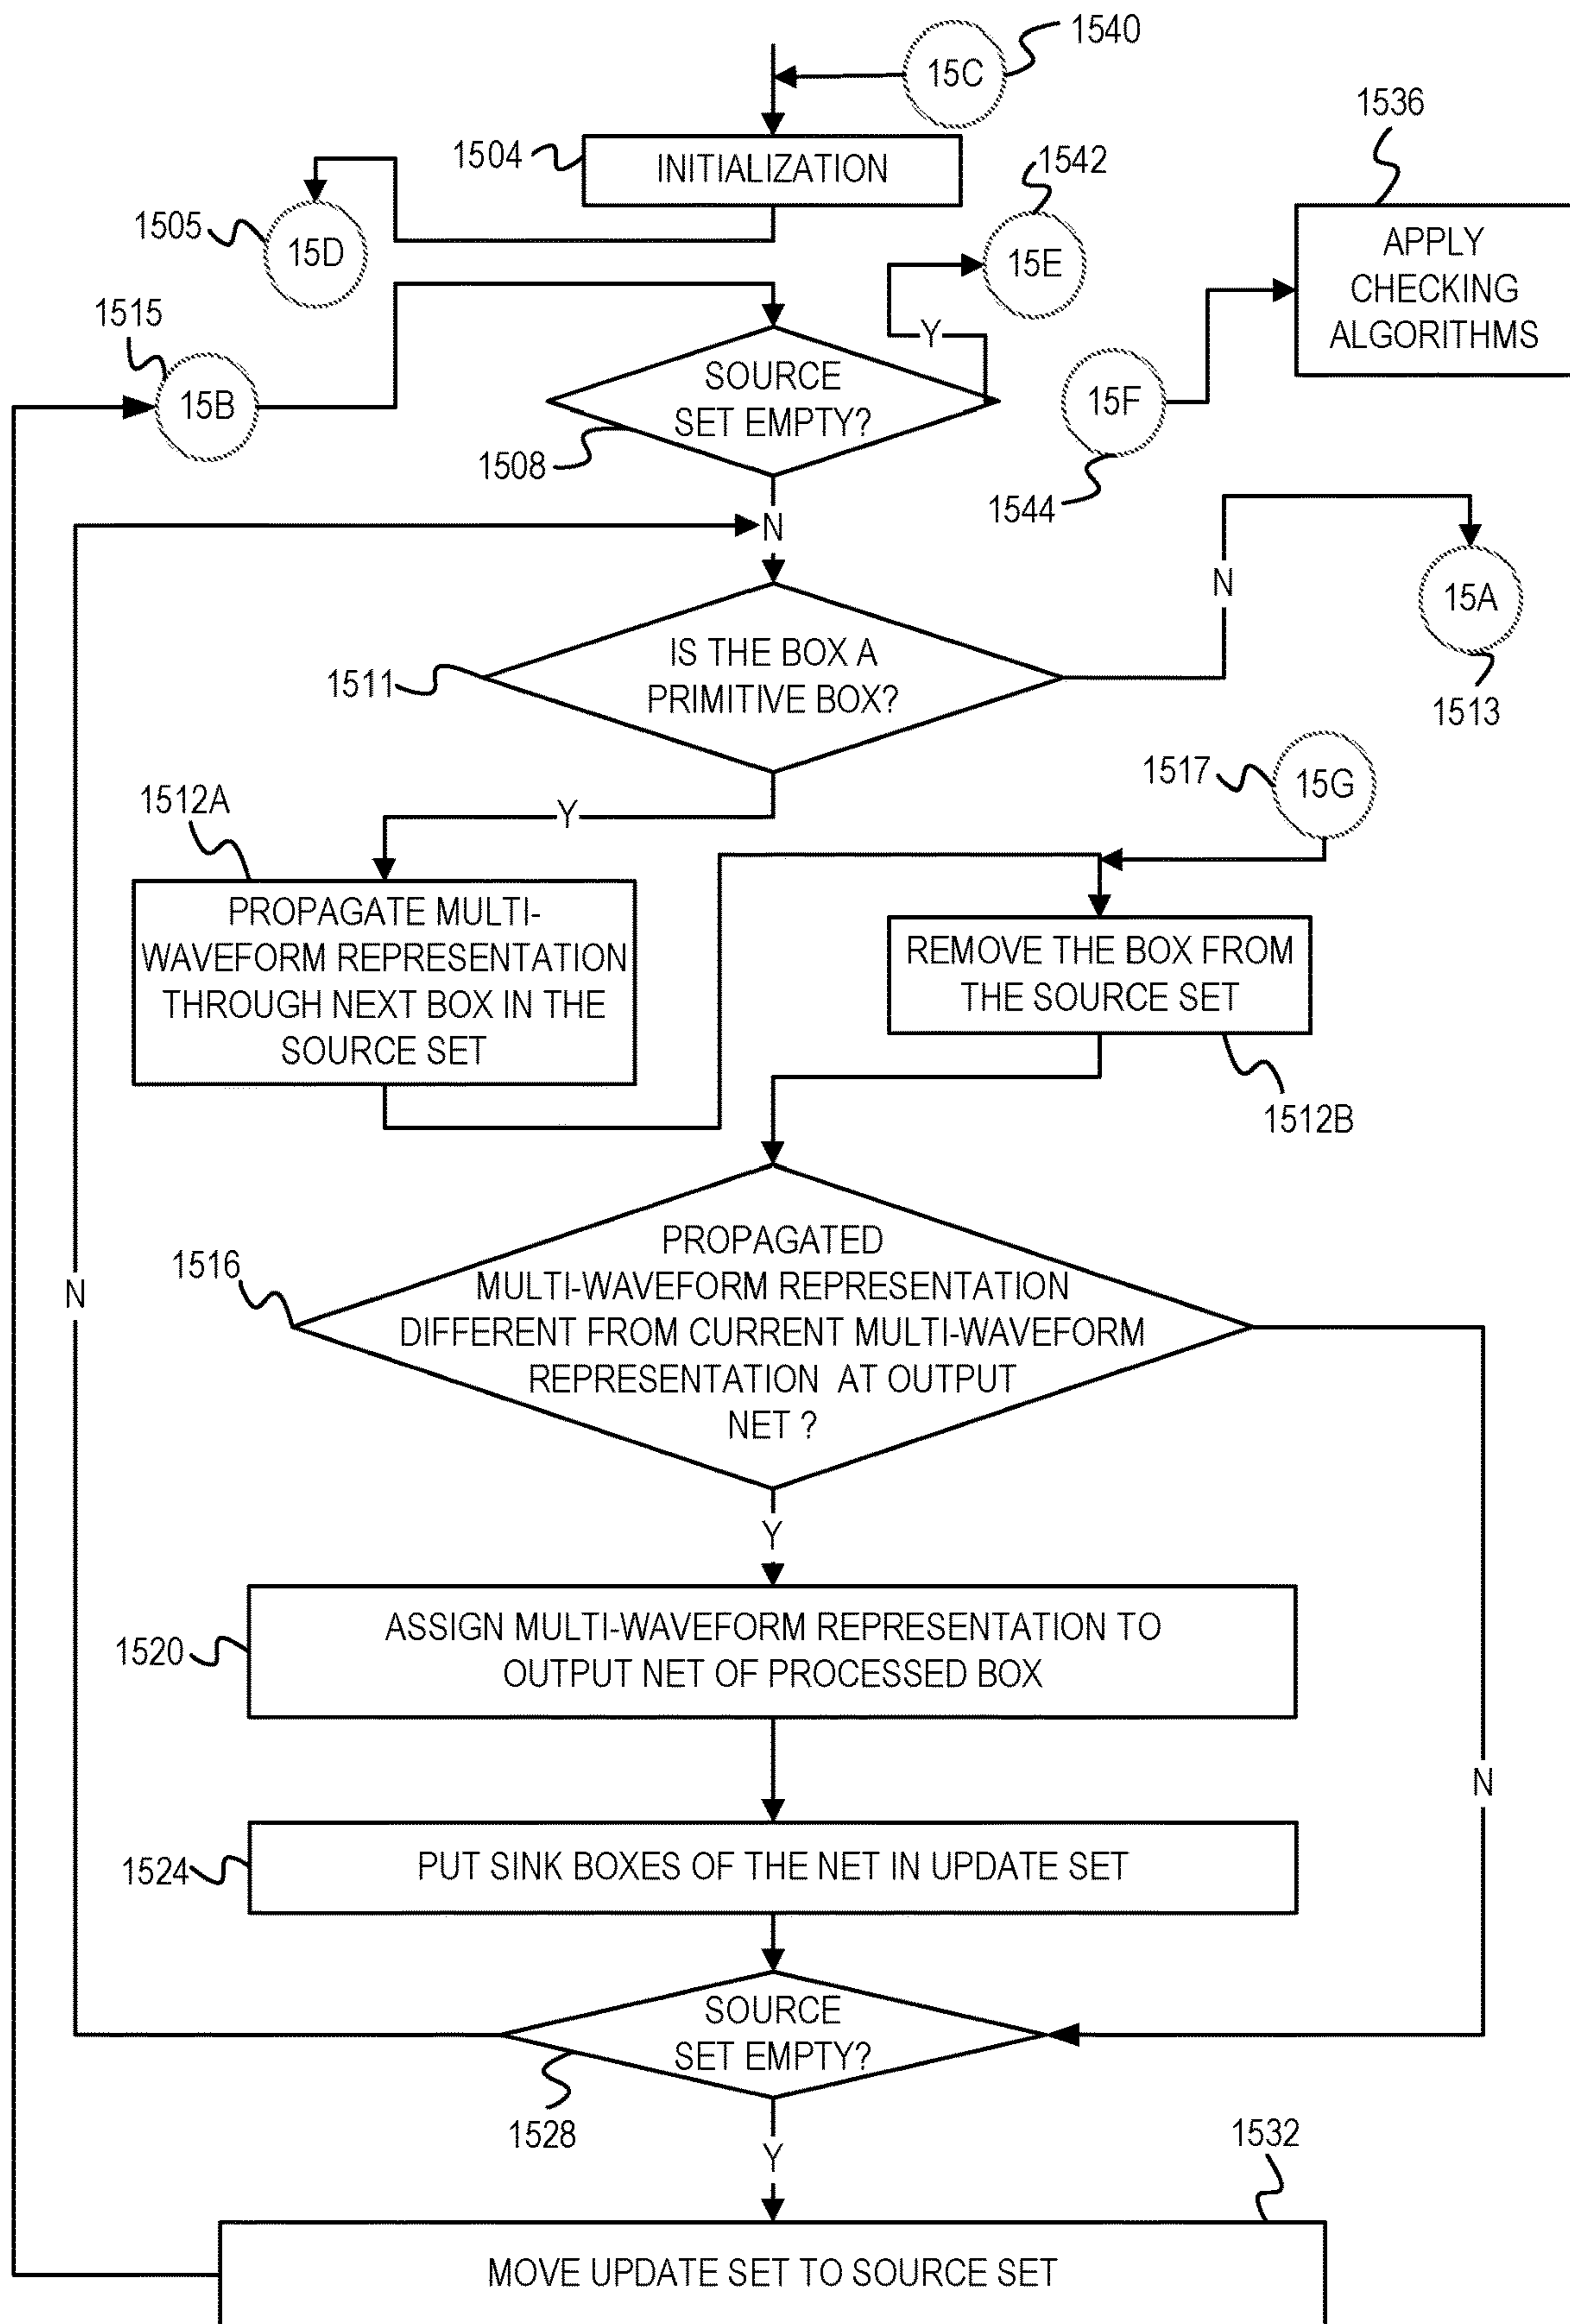 1540
15C
1536
1504
INITIALIZATION
1542
1505
15D
15E
APPLY
CHECKING
ALGORITHMS
1515
Y
15B
SOURCE
SET EMPTY?
15F
1508
1544
N
N
15A
1511
IS THE BOX A
PRIMITIVE BOX?
1513
1517
15G
1512A
Y
PROPAGATE MULTI-
WAVEFORM REPRESENTATION
THROUGH NEXT BOX IN THE
SOURCE SET
REMOVE THE BOX FROM
THE SOURCE SET
1512B
1516
N
PROPAGATED
MULTI-WAVEFORM REPRESENTATION
DIFFERENT FROM CURRENT MULTI-WAVEFORM
REPRESENTATION AT OUTPUT
NET ?
Y
1520
ASSIGN MULTI-WAVEFORM REPRESENTATION TO
OUTPUT NET OF PROCESSED BOX
N
1524
PUT SINK BOXES OF THE NET IN UPDATE SET
SOURCE
SET EMPTY?
1528
Y
1532
MOVE UPDATE SET TO SOURCE SET